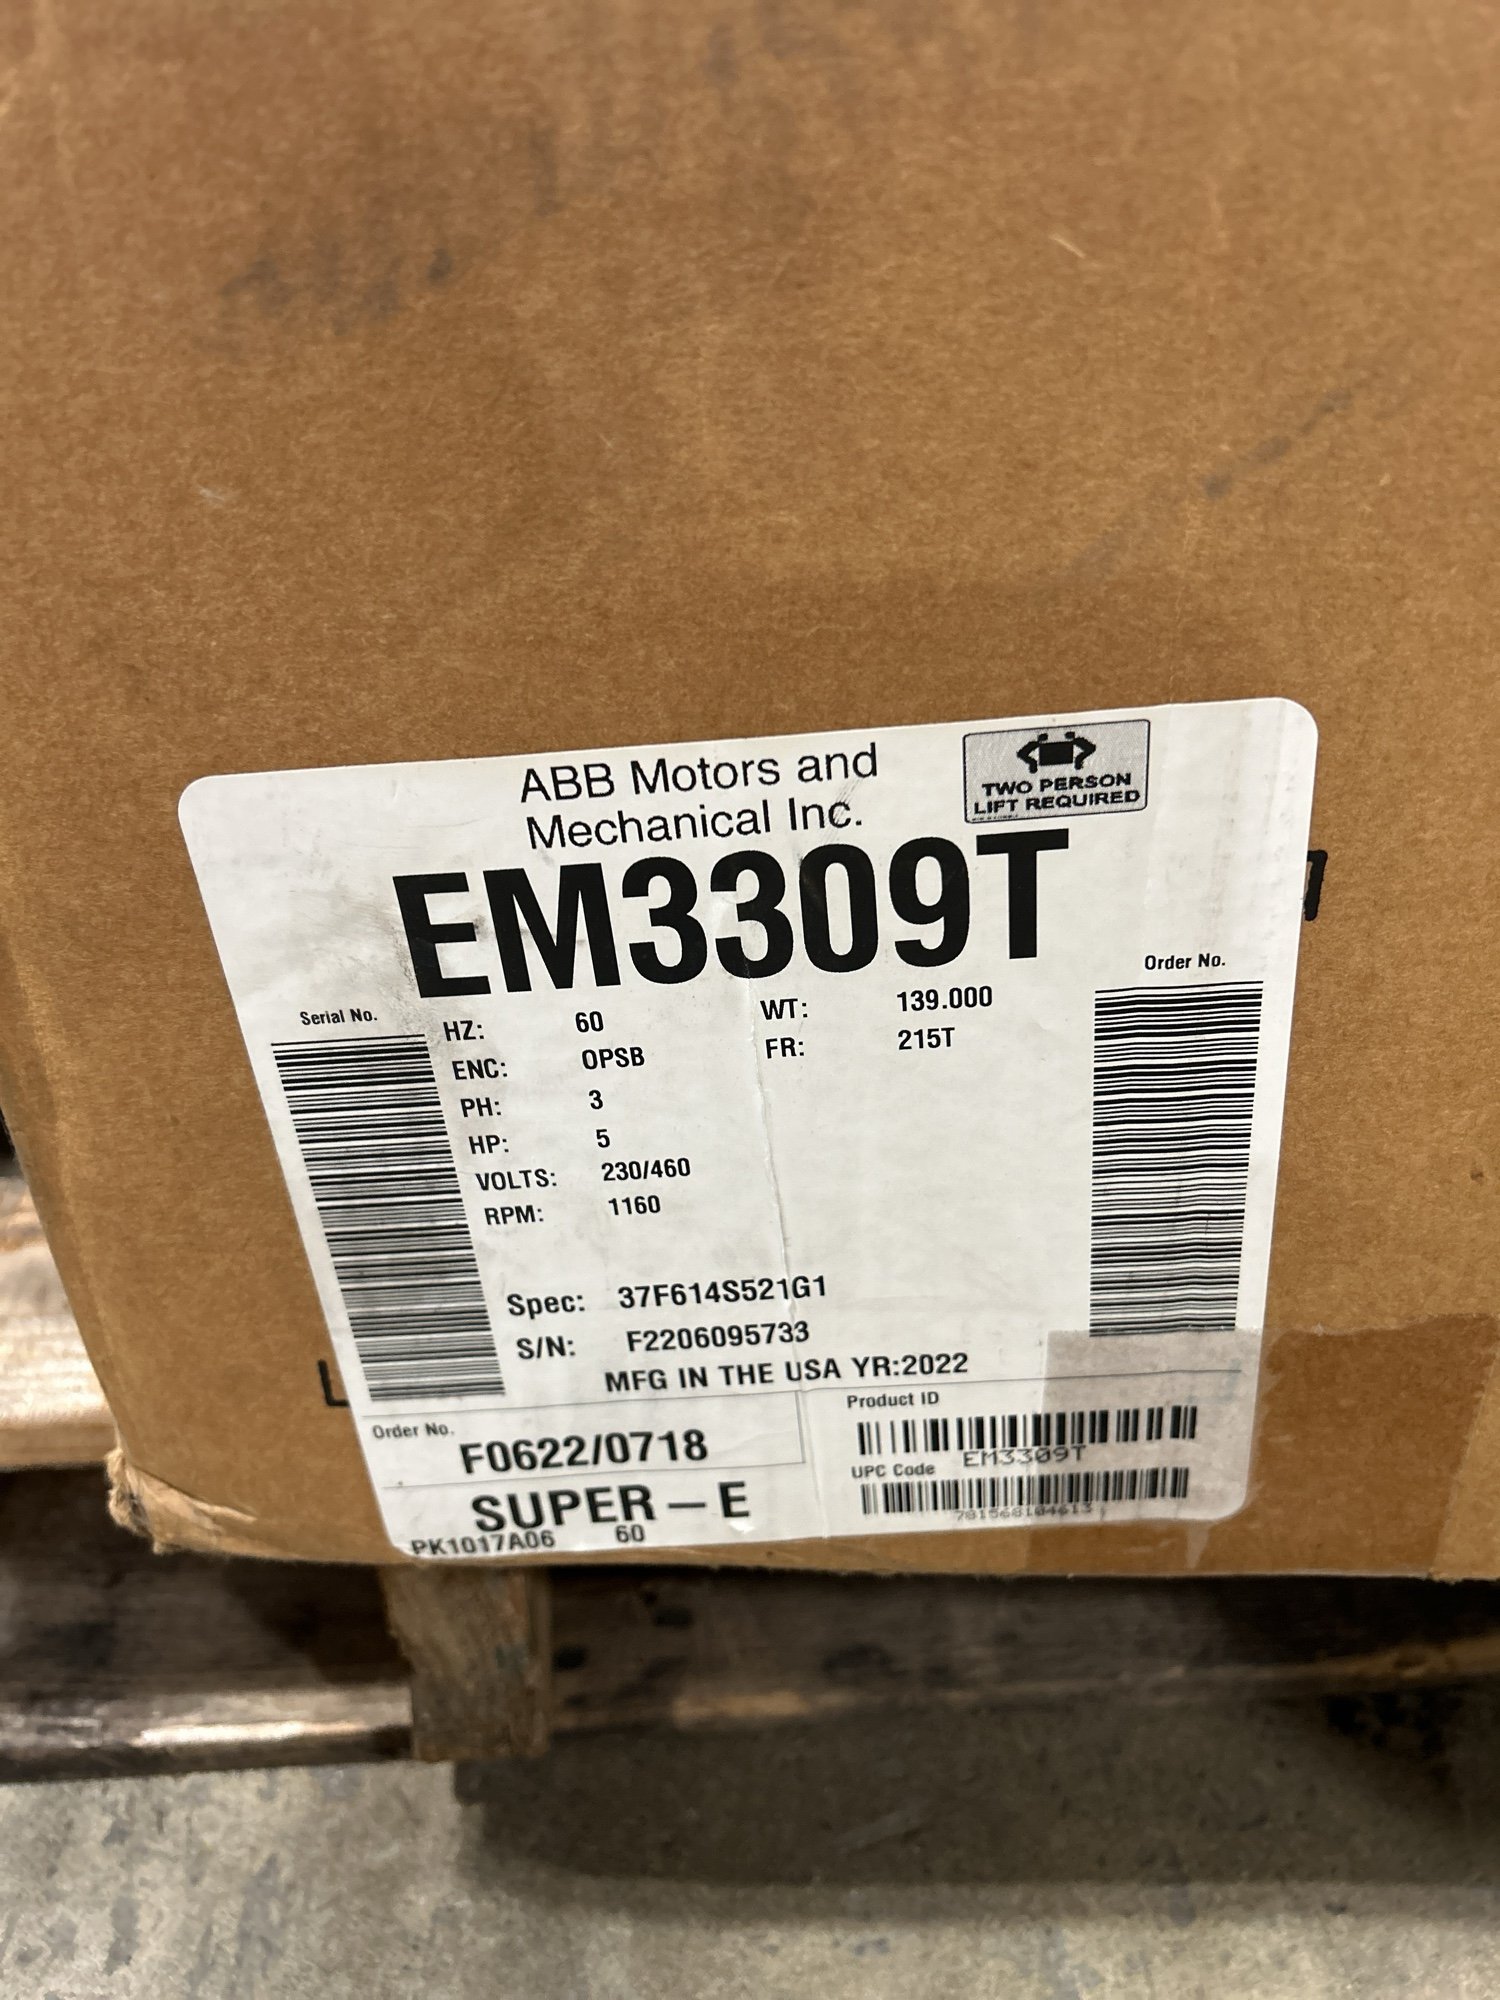 ABB Motors and
Mechanical Inc.
TWO PERSON
LIFT REQUIRED
EM3309T
Serial No.
Order No.
HZ: 60 WT: 139.000
ENC: OPSB FR: 215T
PH: 3
HP: 5
VOLTS: 230/460
RPM: 1160
Spec: 37F614S521G1
S/N: F2206095733
MFG IN THE USA YR:2022
Order No.
F0622/0718
Product ID
EM3309T
UPC Code
SUPER – E
PK1017A06 60